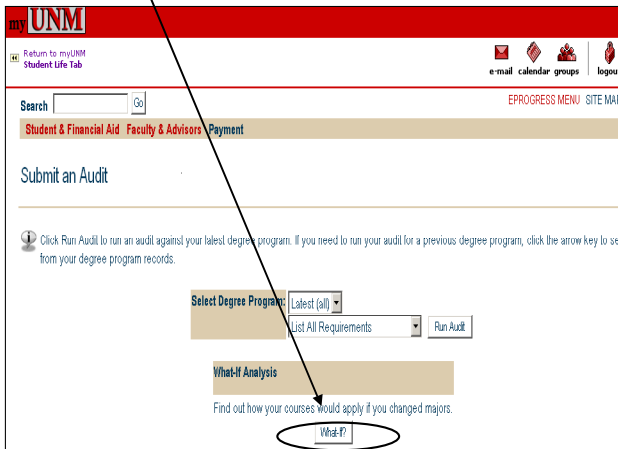 my UNM
Return to myUNM
Student Life Tab
e-mail calendar groups logout
Search Go
EPROGRESS MENU SITE MAP
Student & Financial Aid Faculty & Advisors Payment
Submit an Audit
Click Run Audit to run an audit against your latest degree program. If you need to run your audit for a previous degree program, click the arrow key to se
from your degree program records.
Select Degree Program: Latest (all)
List All Requirements Run Audit
What-If Analysis
Find out how your courses would apply if you changed majors.
What-If?